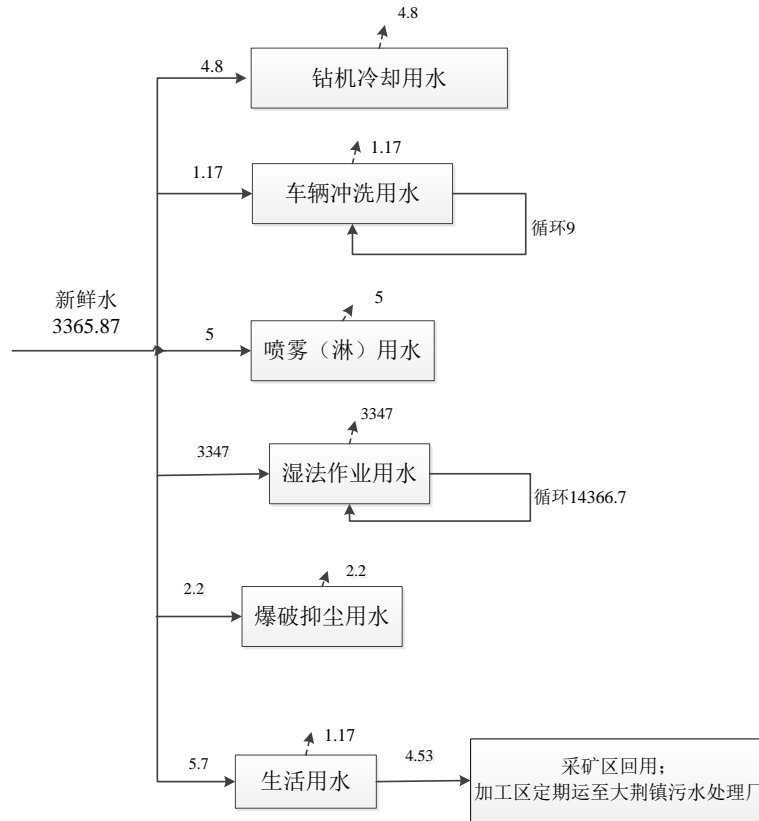 4.8
4.8
钻机冷却用水
1.17
1.17
车辆冲洗用水
循环9
新鲜水
3365.87
5
5
喷雾（淋）用水
3347
3347
湿法作业用水
循环14366.7
2.2
2.2
爆破抑尘用水
1.17
5.7
生活用水
4.53
采矿区回用；
加工区定期运至大荆镇污水处理厂